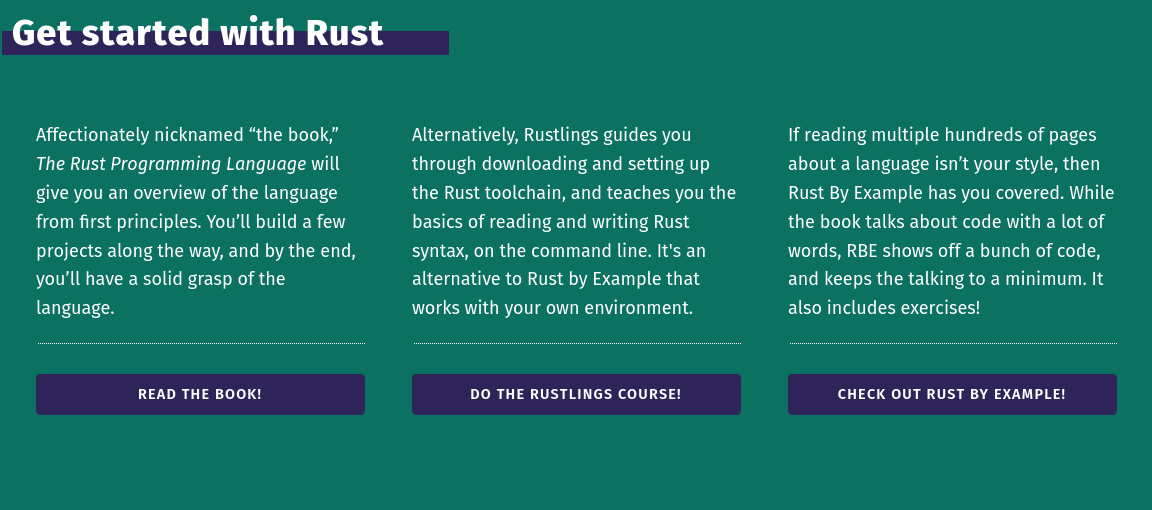 Get started with Rust
Affectionately nicknamed “the book,”
The Rust Programming Language will
give you an overview of the language
from first principles. You’ll build a few
projects along the way, and by the end,
you’ll have a solid grasp of the
language.
READ THE BOOK!
Alternatively, Rustlings guides you
through downloading and setting up
the Rust toolchain, and teaches you the
basics of reading and writing Rust
syntax, on the command line. It's an
alternative to Rust by Example that
works with your own environment.
DO THE RUSTLINGS COURSE!
If reading multiple hundreds of pages
about a language isn’t your style, then
Rust By Example has you covered. While
the book talks about code with a lot of
words, RBE shows off a bunch of code,
and keeps the talking to a minimum. It
also includes exercises!
CHECK OUT RUST BY EXAMPLE!